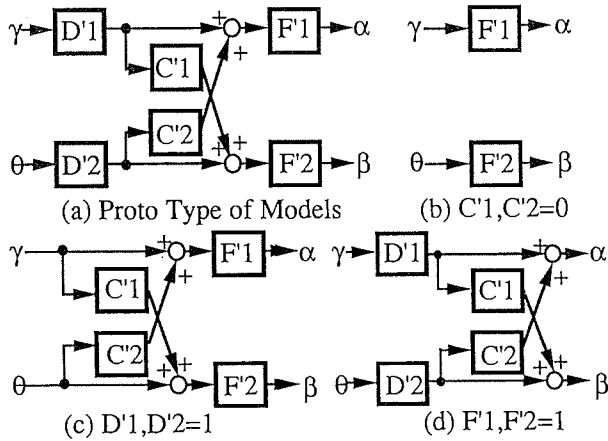 γ D'1 + F'1 α
+
C'1
C'2
+ +
θ D'2 F'2 β
(a) Proto Type of Models
γ F'1 α
θ F'2 β
(b) C'1,C'2=0
γ + F'1 α
+
C'1
C'2
+ +
θ F'2 β
(c) D'1,D'2=1
γ D'1 + α
+
C'1
C'2
+ +
θ D'2 β
(d) F'1,F'2=1